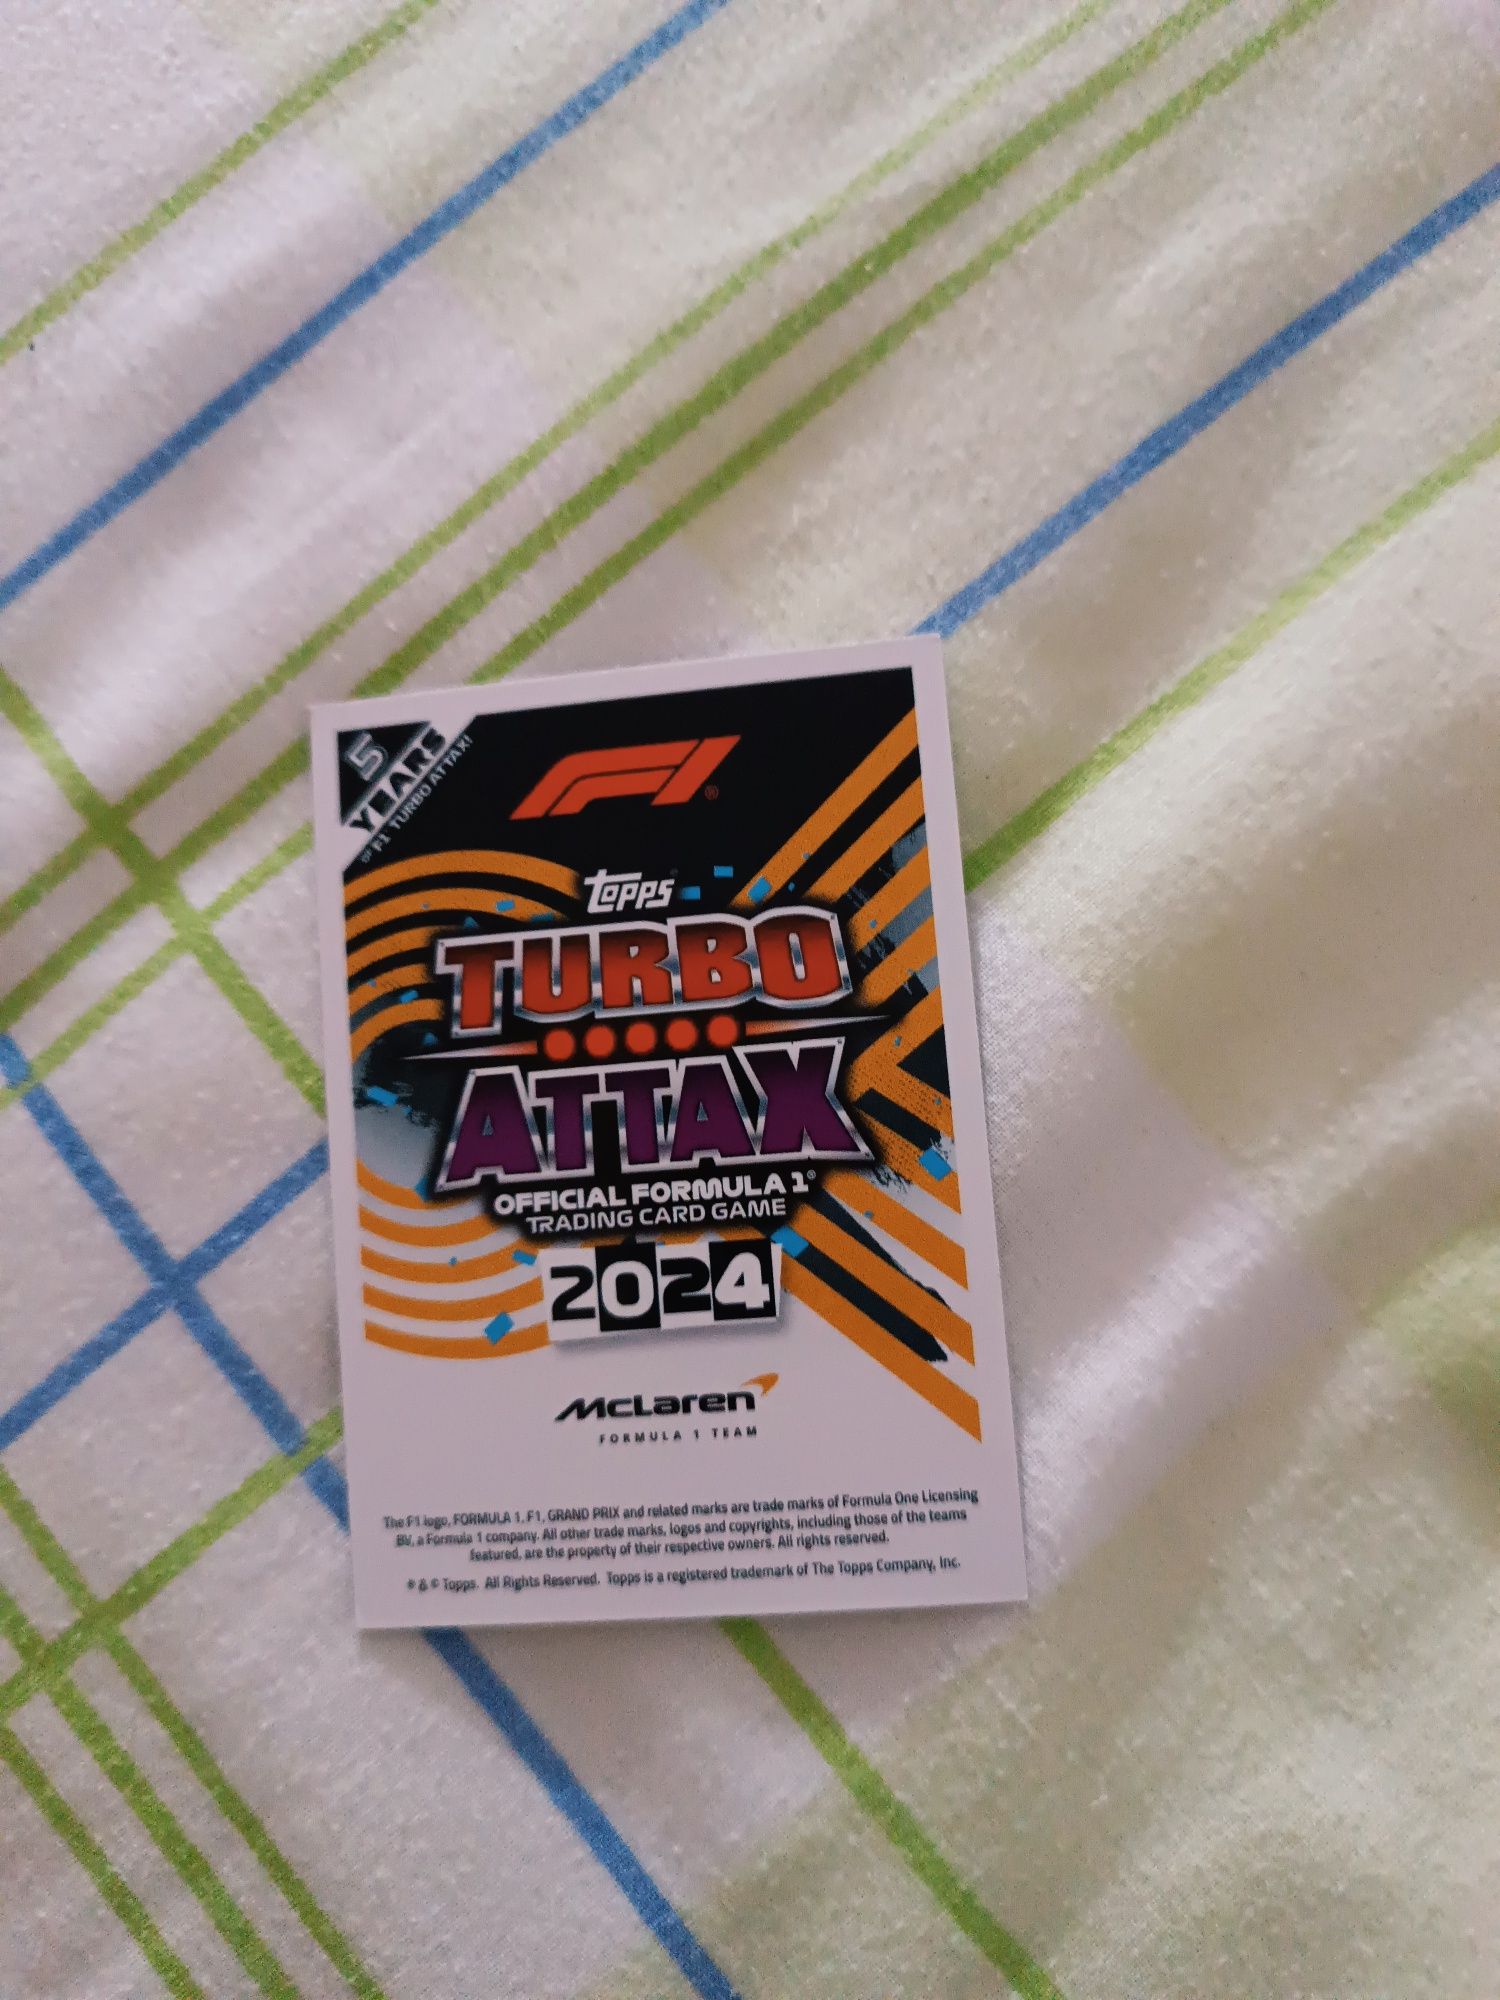 5
YEARS
OF F1 TURBO ATTAX!
F1®
topps
TURBO
ATTAX
OFFICIAL FORMULA 1®
TRADING CARD GAME
2024
McLaren
FORMULA 1 TEAM
The F1 logo, FORMULA 1, F1, GRAND PRIX and related marks are trade marks of Formula One Licensing
BV, a Formula 1 company. All other trade marks, logos and copyrights, including those of the teams
featured, are the property of their respective owners. All rights reserved.
® & © Topps. All Rights Reserved. Topps is a registered trademark of The Topps Company, Inc.